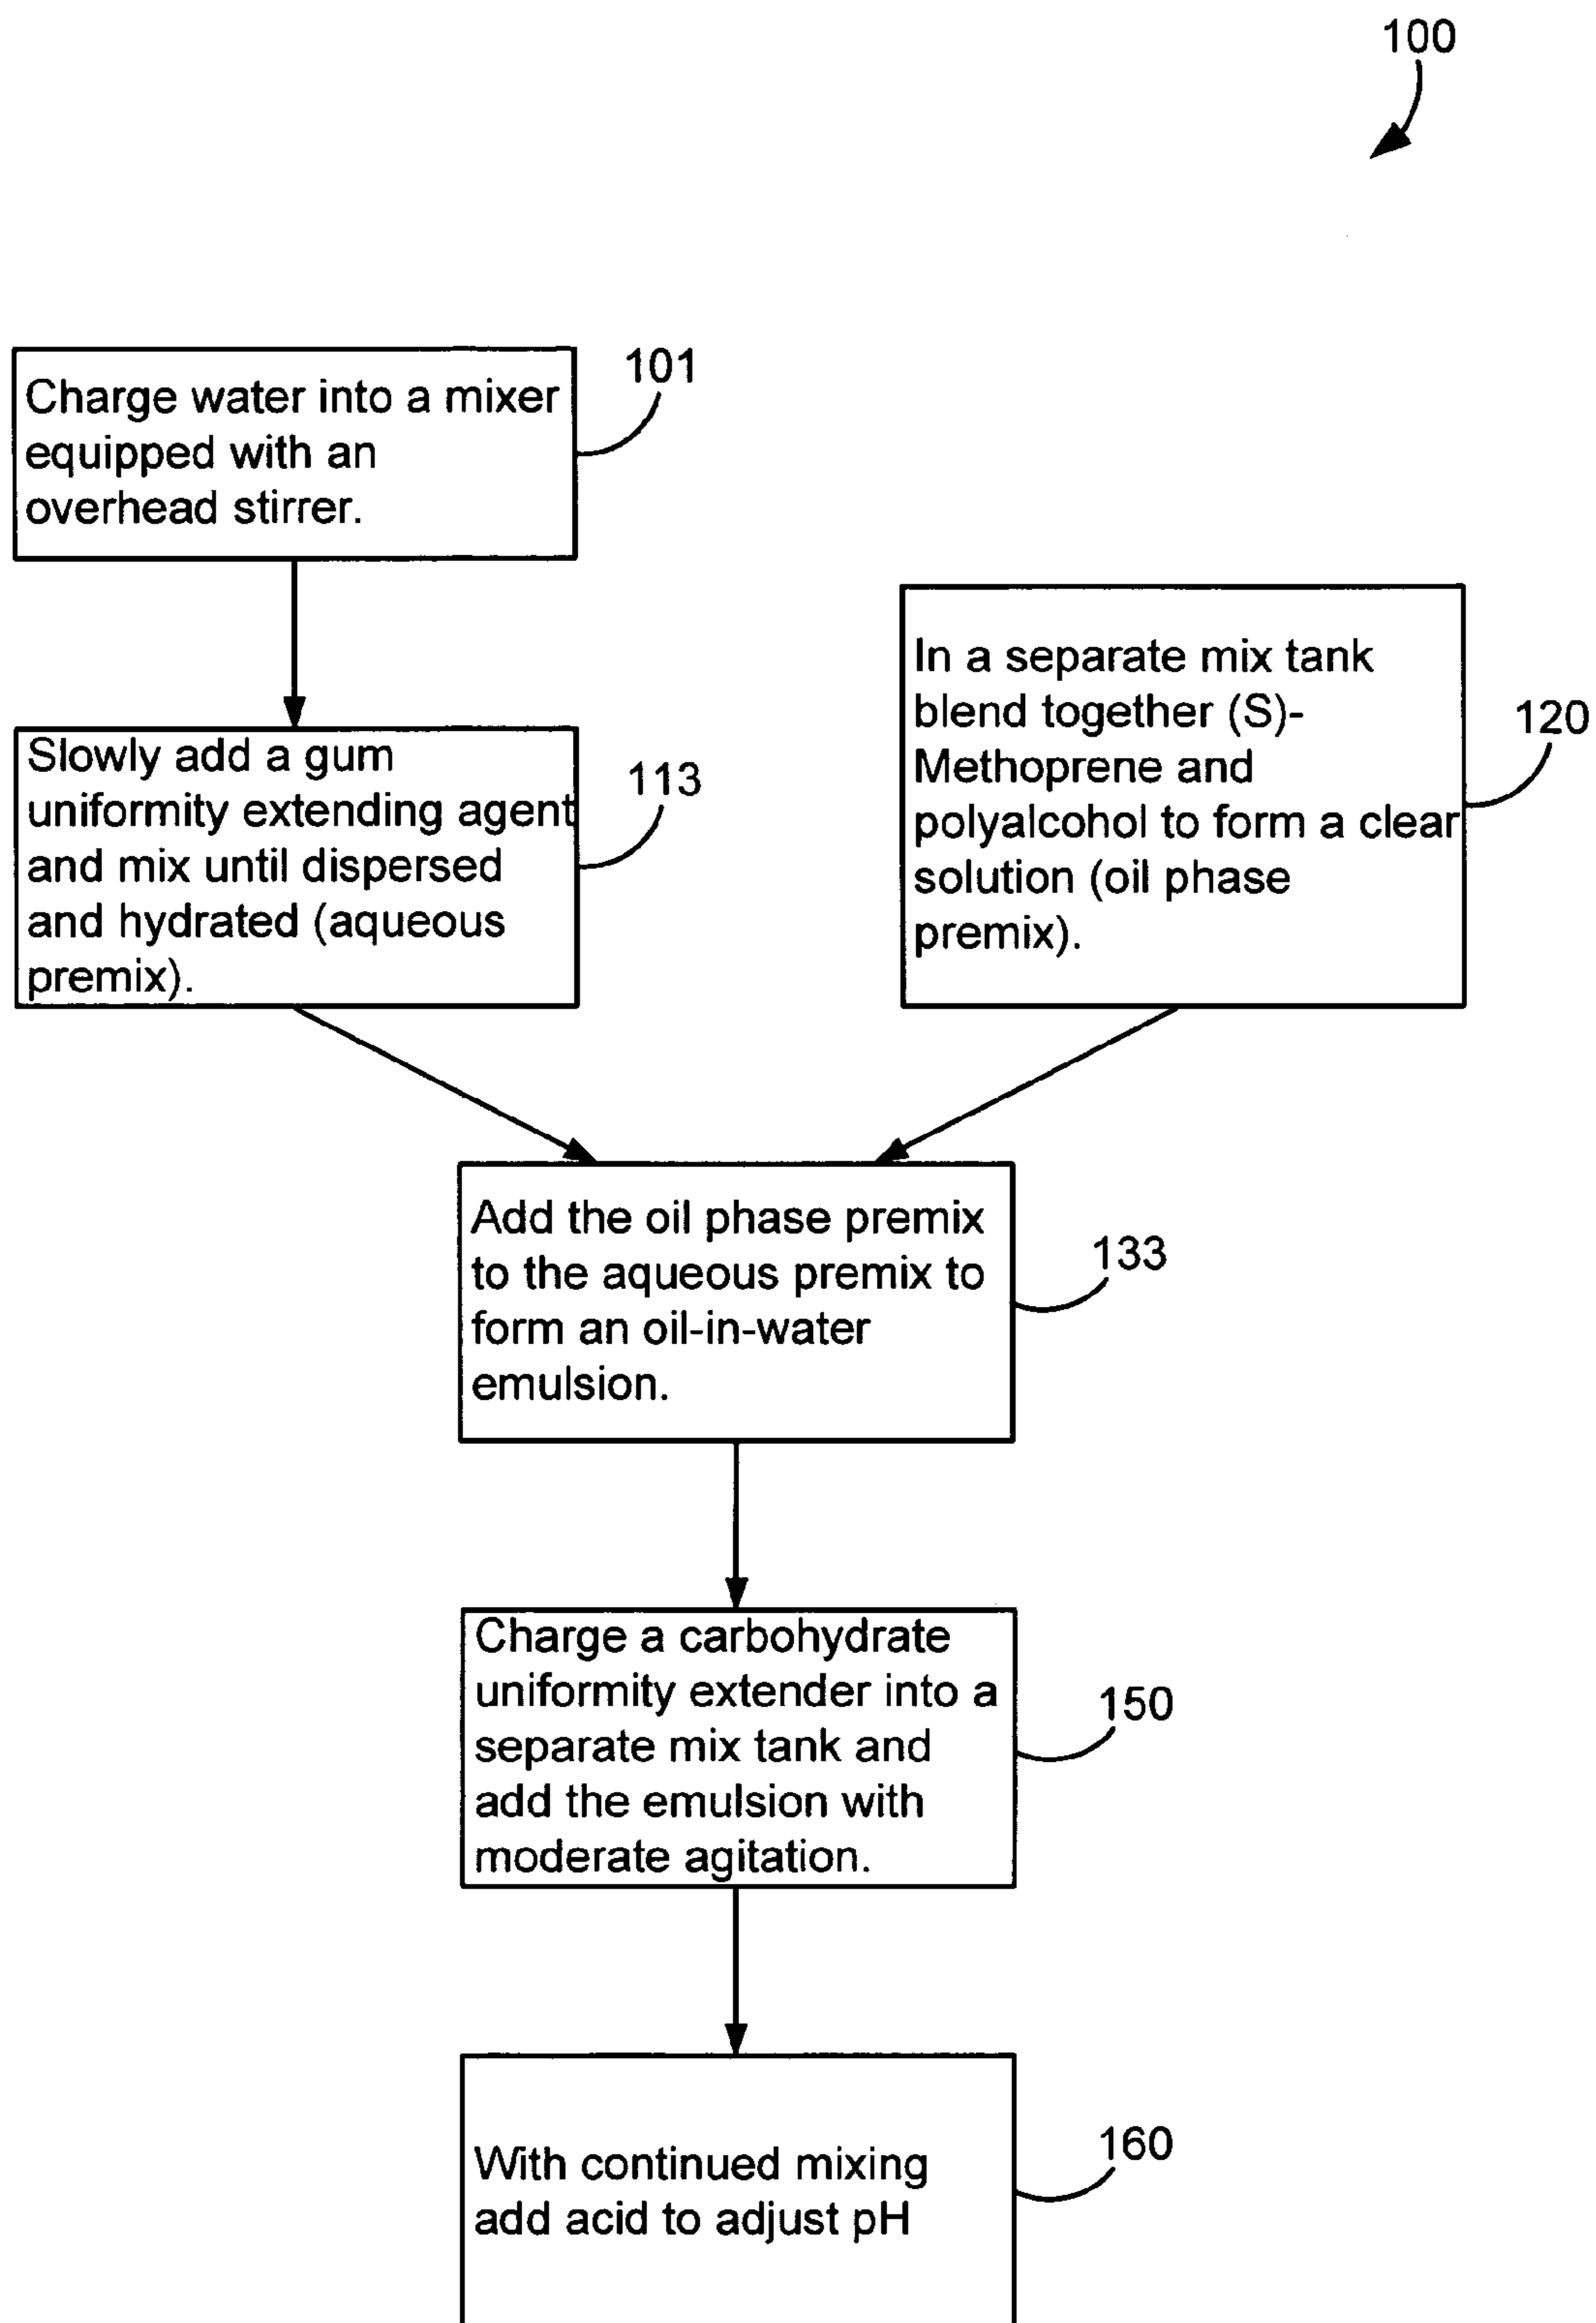 100
Charge water into a mixer
equipped with an
overhead stirrer.
101
Slowly add a gum
uniformity extending agent
and mix until dispersed
and hydrated (aqueous
premix).
113
In a separate mix tank
blend together (S)-
Methoprene and
polyalcohol to form a clear
solution (oil phase
premix).
120
Add the oil phase premix
to the aqueous premix to
form an oil-in-water
emulsion.
133
Charge a carbohydrate
uniformity extender into a
separate mix tank and
add the emulsion with
moderate agitation.
150
With continued mixing
add acid to adjust pH
160